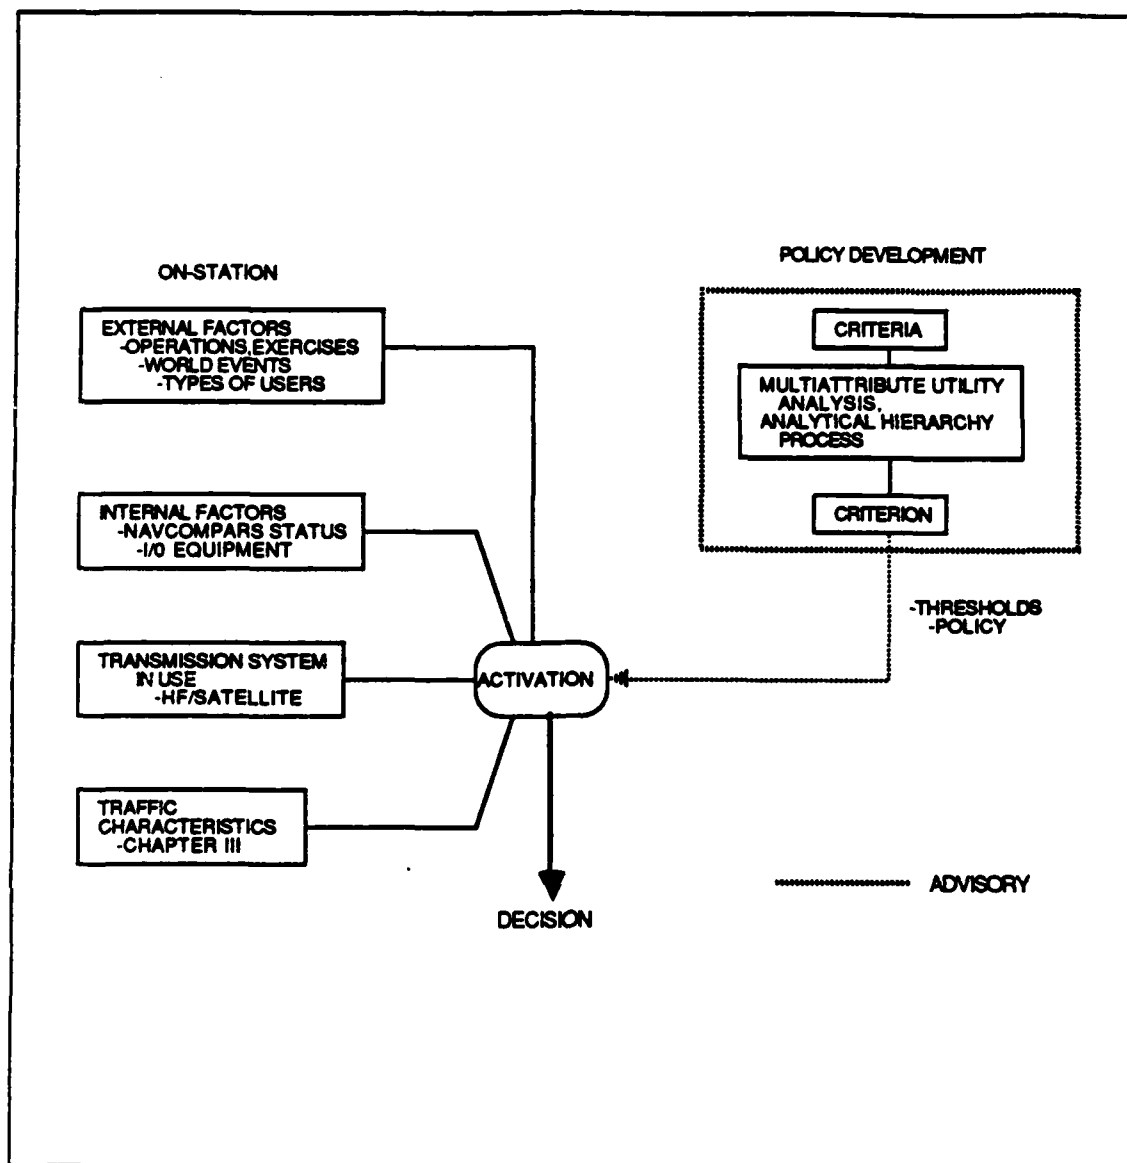 ON-STATION
EXTERNAL FACTORS
-OPERATIONS,EXERCISES
-WORLD EVENTS
-TYPES OF USERS
INTERNAL FACTORS
-NAVCOMPARS STATUS
-I/0 EQUIPMENT
TRANSMISSION SYSTEM
IN USE
-HF/SATELLITE
TRAFFIC
CHARACTERISTICS
-CHAPTER III
ACTIVATION
DECISION
POLICY DEVELOPMENT
CRITERIA
MULTIATTRIBUTE UTILITY
ANALYSIS,
ANALYTICAL HIERARCHY
PROCESS
CRITERION
-THRESHOLDS
-POLICY
ADVISORY